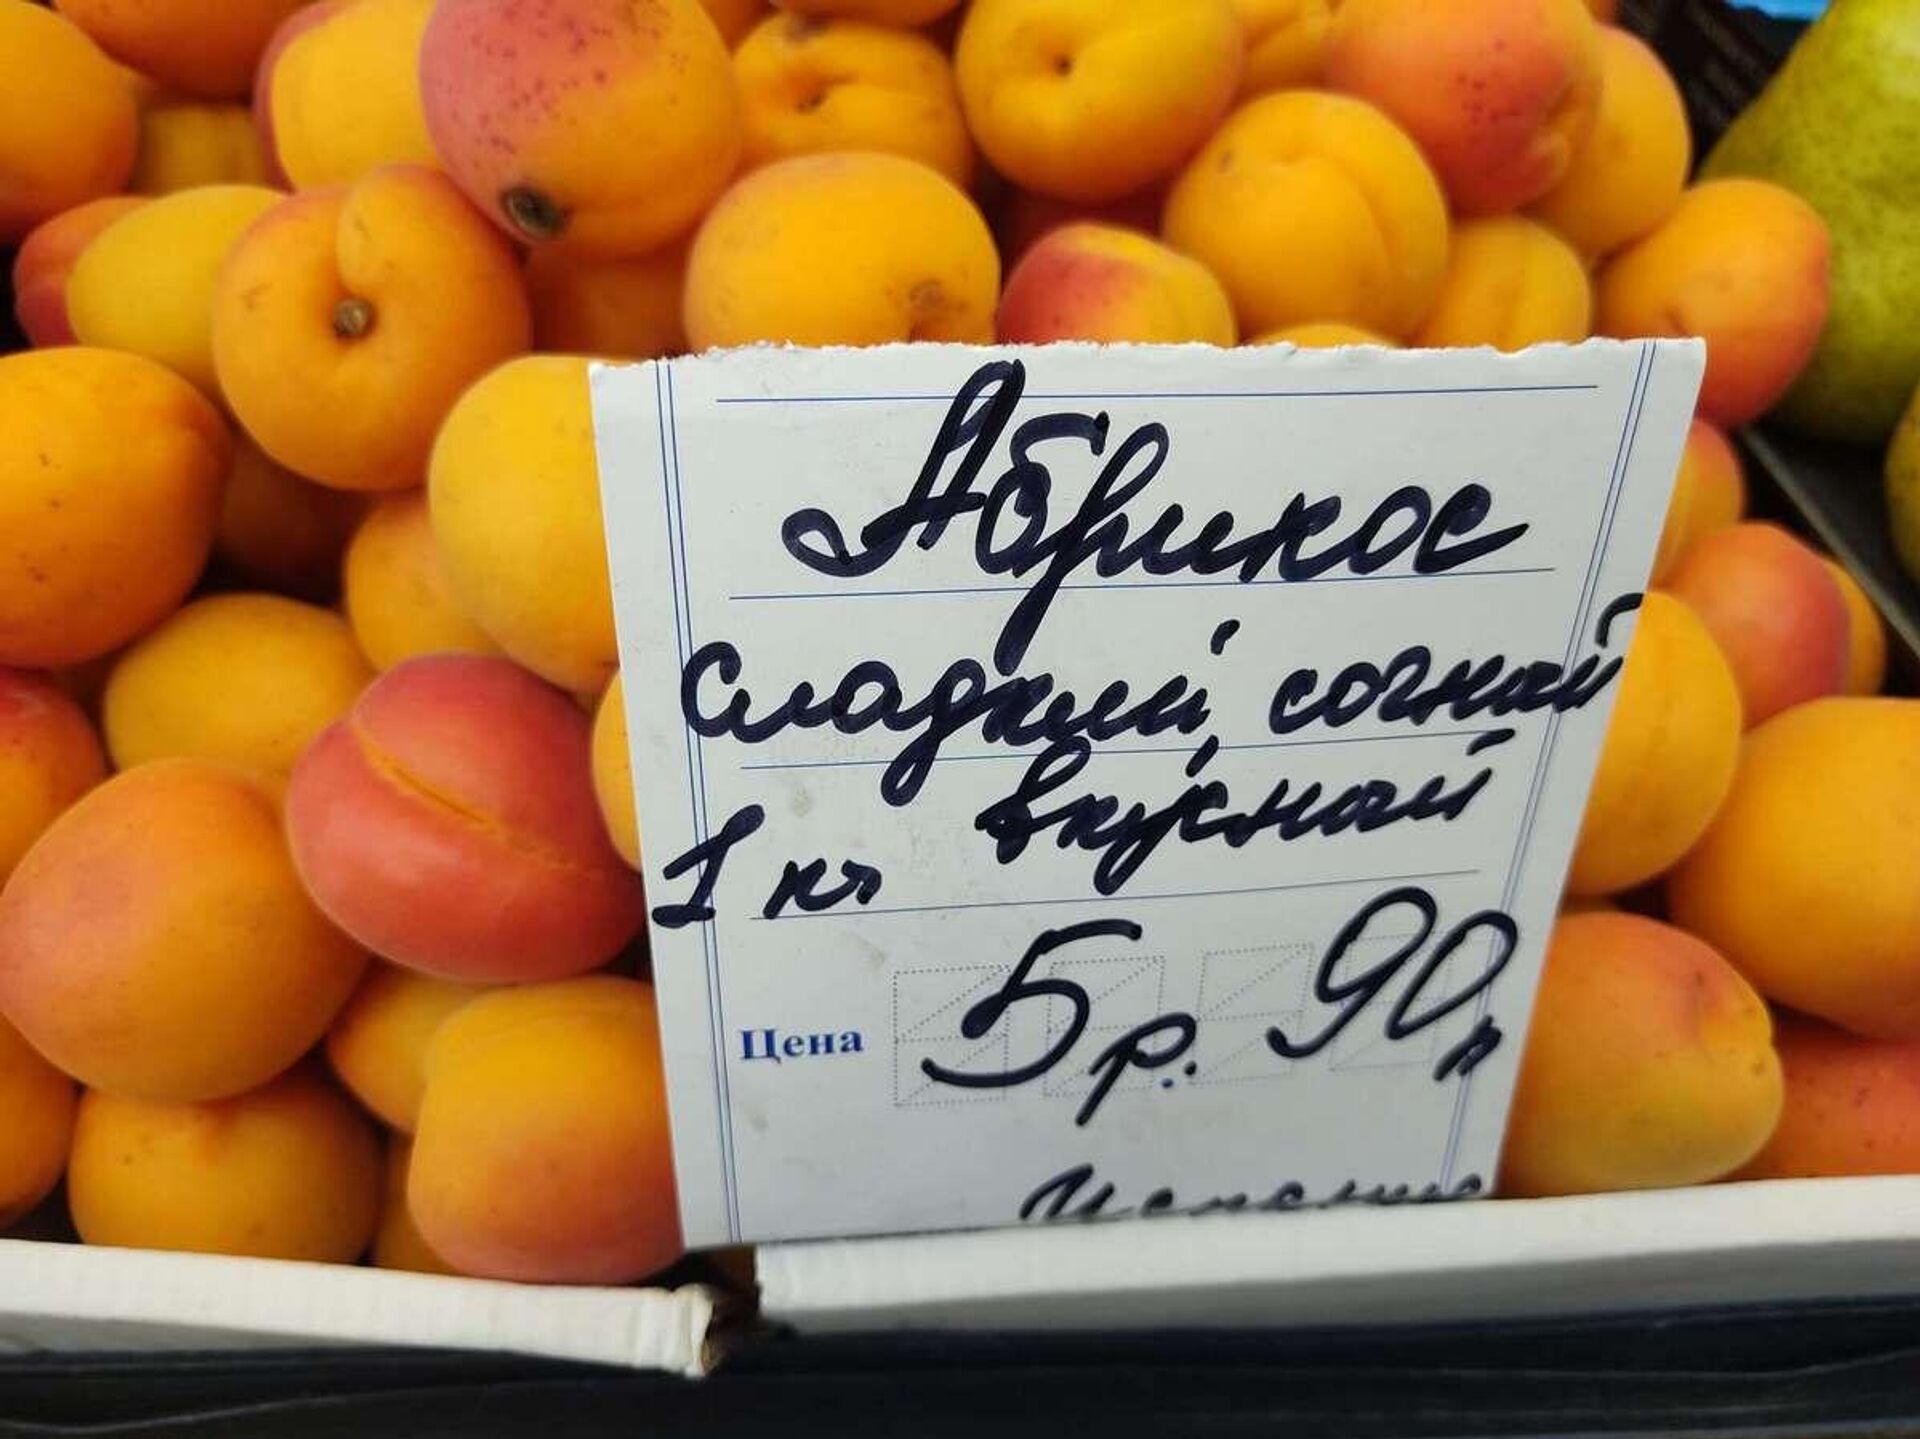 Абрикос
Сладкий, сочный
вкусный
1 кг
Цена 5р. 90к